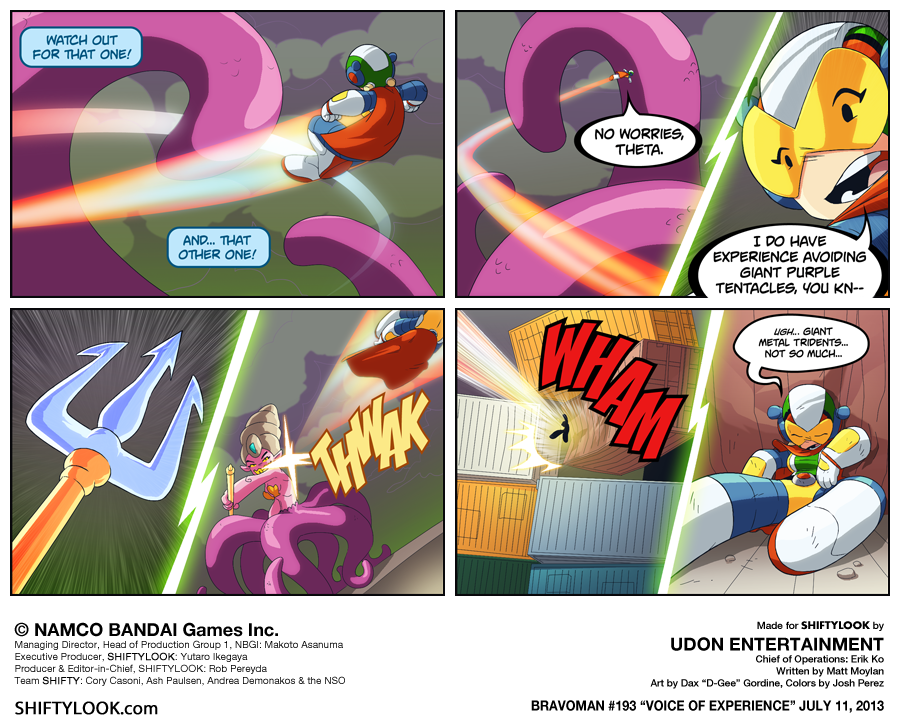 WATCH OUT
FOR THAT ONE!
AND... THAT
OTHER ONE!
NO WORRIES,
THETA.
I DO HAVE
EXPERIENCE AVOIDING
GIANT PURPLE
TENTACLES, YOU KN--
THWAK
WHAM
UGH... GIANT
METAL TRIDENTS...
NOT SO MUCH...
© NAMCO BANDAI Games Inc.
Managing Director, Head of Production Group 1, NBGI: Makoto Asanuma
Executive Producer, SHIFTYLOOK: Yutaro Ikegaya
Producer & Editor-in-Chief, SHIFTYLOOK: Rob Pereyda
Team SHIFTY: Cory Casoni, Ash Paulsen, Andrea Demonakos & the NSO
SHIFTYLOOK.com
Made for SHIFTYLOOK by
UDON ENTERTAINMENT
Chief of Operations: Erik Ko
Written by Matt Moylan
Art by Dax “D-Gee” Gordine, Colors by Josh Perez
BRAVOMAN #193 “VOICE OF EXPERIENCE” JULY 11, 2013